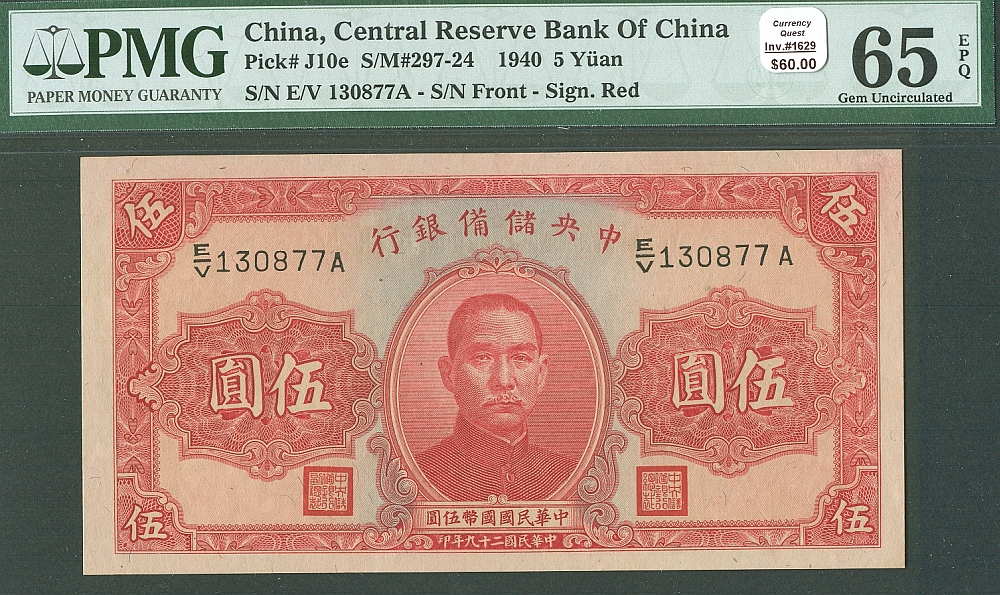 PMG
PAPER MONEY GUARANTY
China, Central Reserve Bank Of China
Pick# J10e S/M#297-24 1940 5 Yüan
S/N E/V 130877A - S/N Front - Sign. Red
Currency
Quest
Inv.#1629
$60.00
65
EPQ
Gem Uncirculated
伍
伍
行銀備儲央中
E/V 130877A
E/V 130877A
圓伍
圓伍
圓伍幣國國民華中
印年九十二國民華中
伍
伍